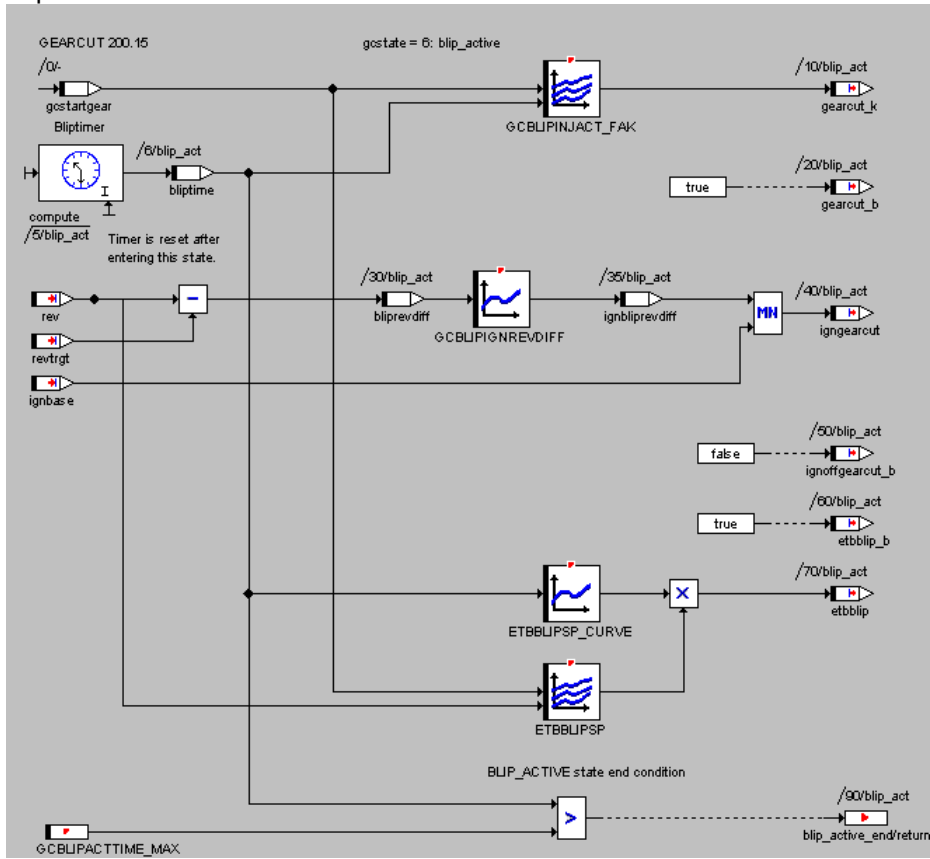 GEARCUT 200.15
gcstate = 6: blip_active
/0/-
gcstartgear
GCBLIPINJACT_FAK
/10/blip_act
gearcut_k
Bliptimer
/6/blip_act
bliptime
I
compute
/5/blip_act
Timer is reset after
entering this state.
true
/20/blip_act
gearcut_b
rev
-
/30/blip_act
bliprevdiff
GCBLIPIGNREVDIFF
/35/blip_act
ignbliprevdiff
MN
/40/blip_act
igngearcut
revtrgt
ignbase
false
/50/blip_act
ignoffgearcut_b
true
/60/blip_act
etbblip_b
ETBBLIPSP_CURVE
×
/70/blip_act
etbblip
ETBBLIPSP
BLIP_ACTIVE state end condition
GCBLIPACTTIME_MAX
>
/90/blip_act
blip_active_end/return